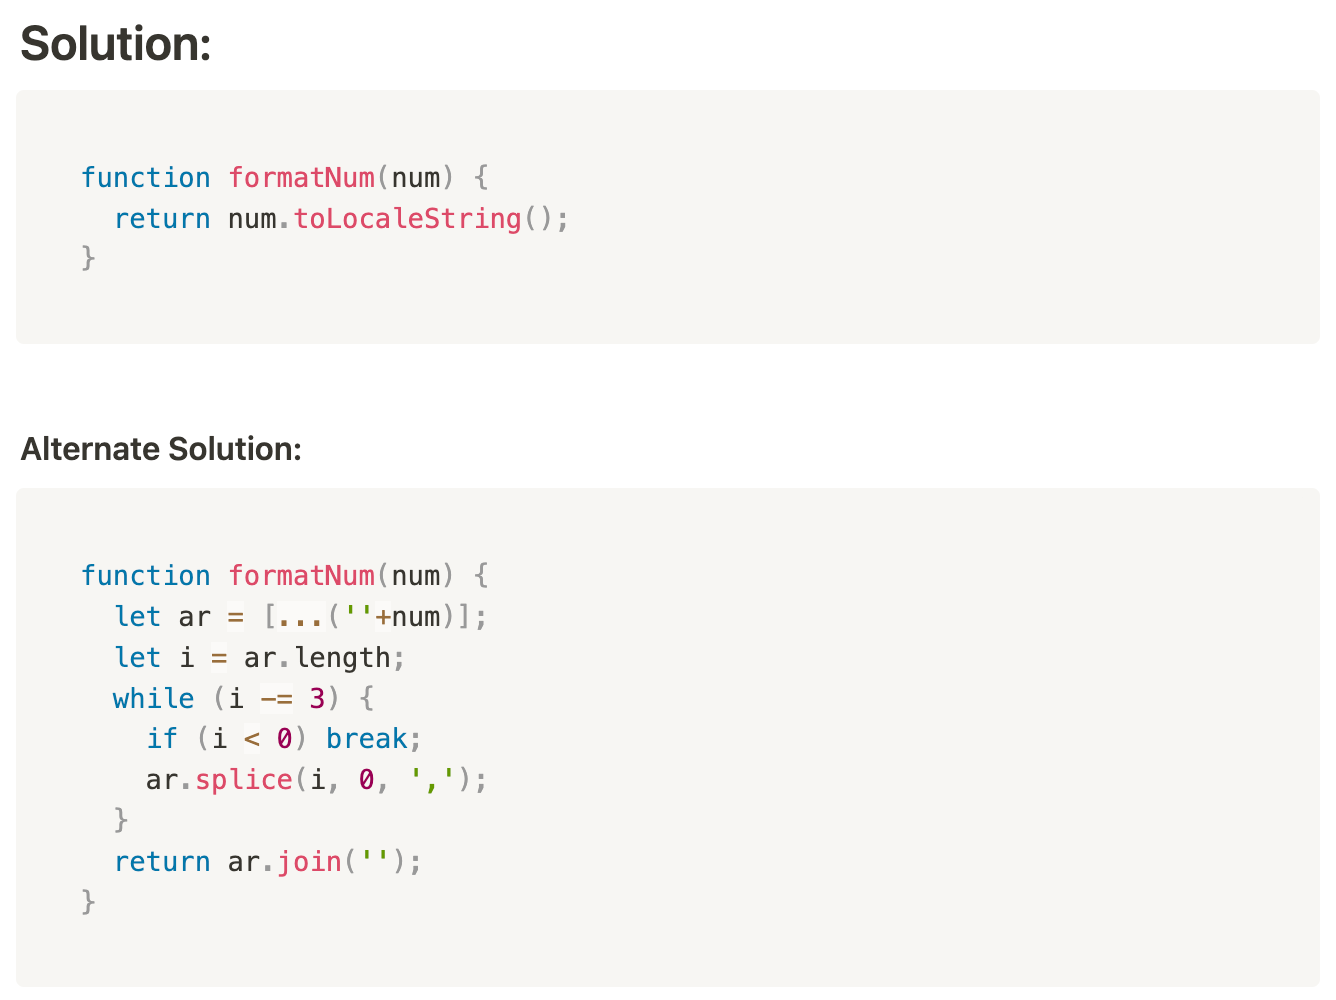 Solution:
function formatNum(num) {
  return num.toLocaleString();
}
Alternate Solution:
function formatNum(num) {
  let ar = [...(''+num)];
  let i = ar.length;
  while (i -= 3) {
    if (i < 0) break;
    ar.splice(i, 0, ',');
  }
  return ar.join('');
}